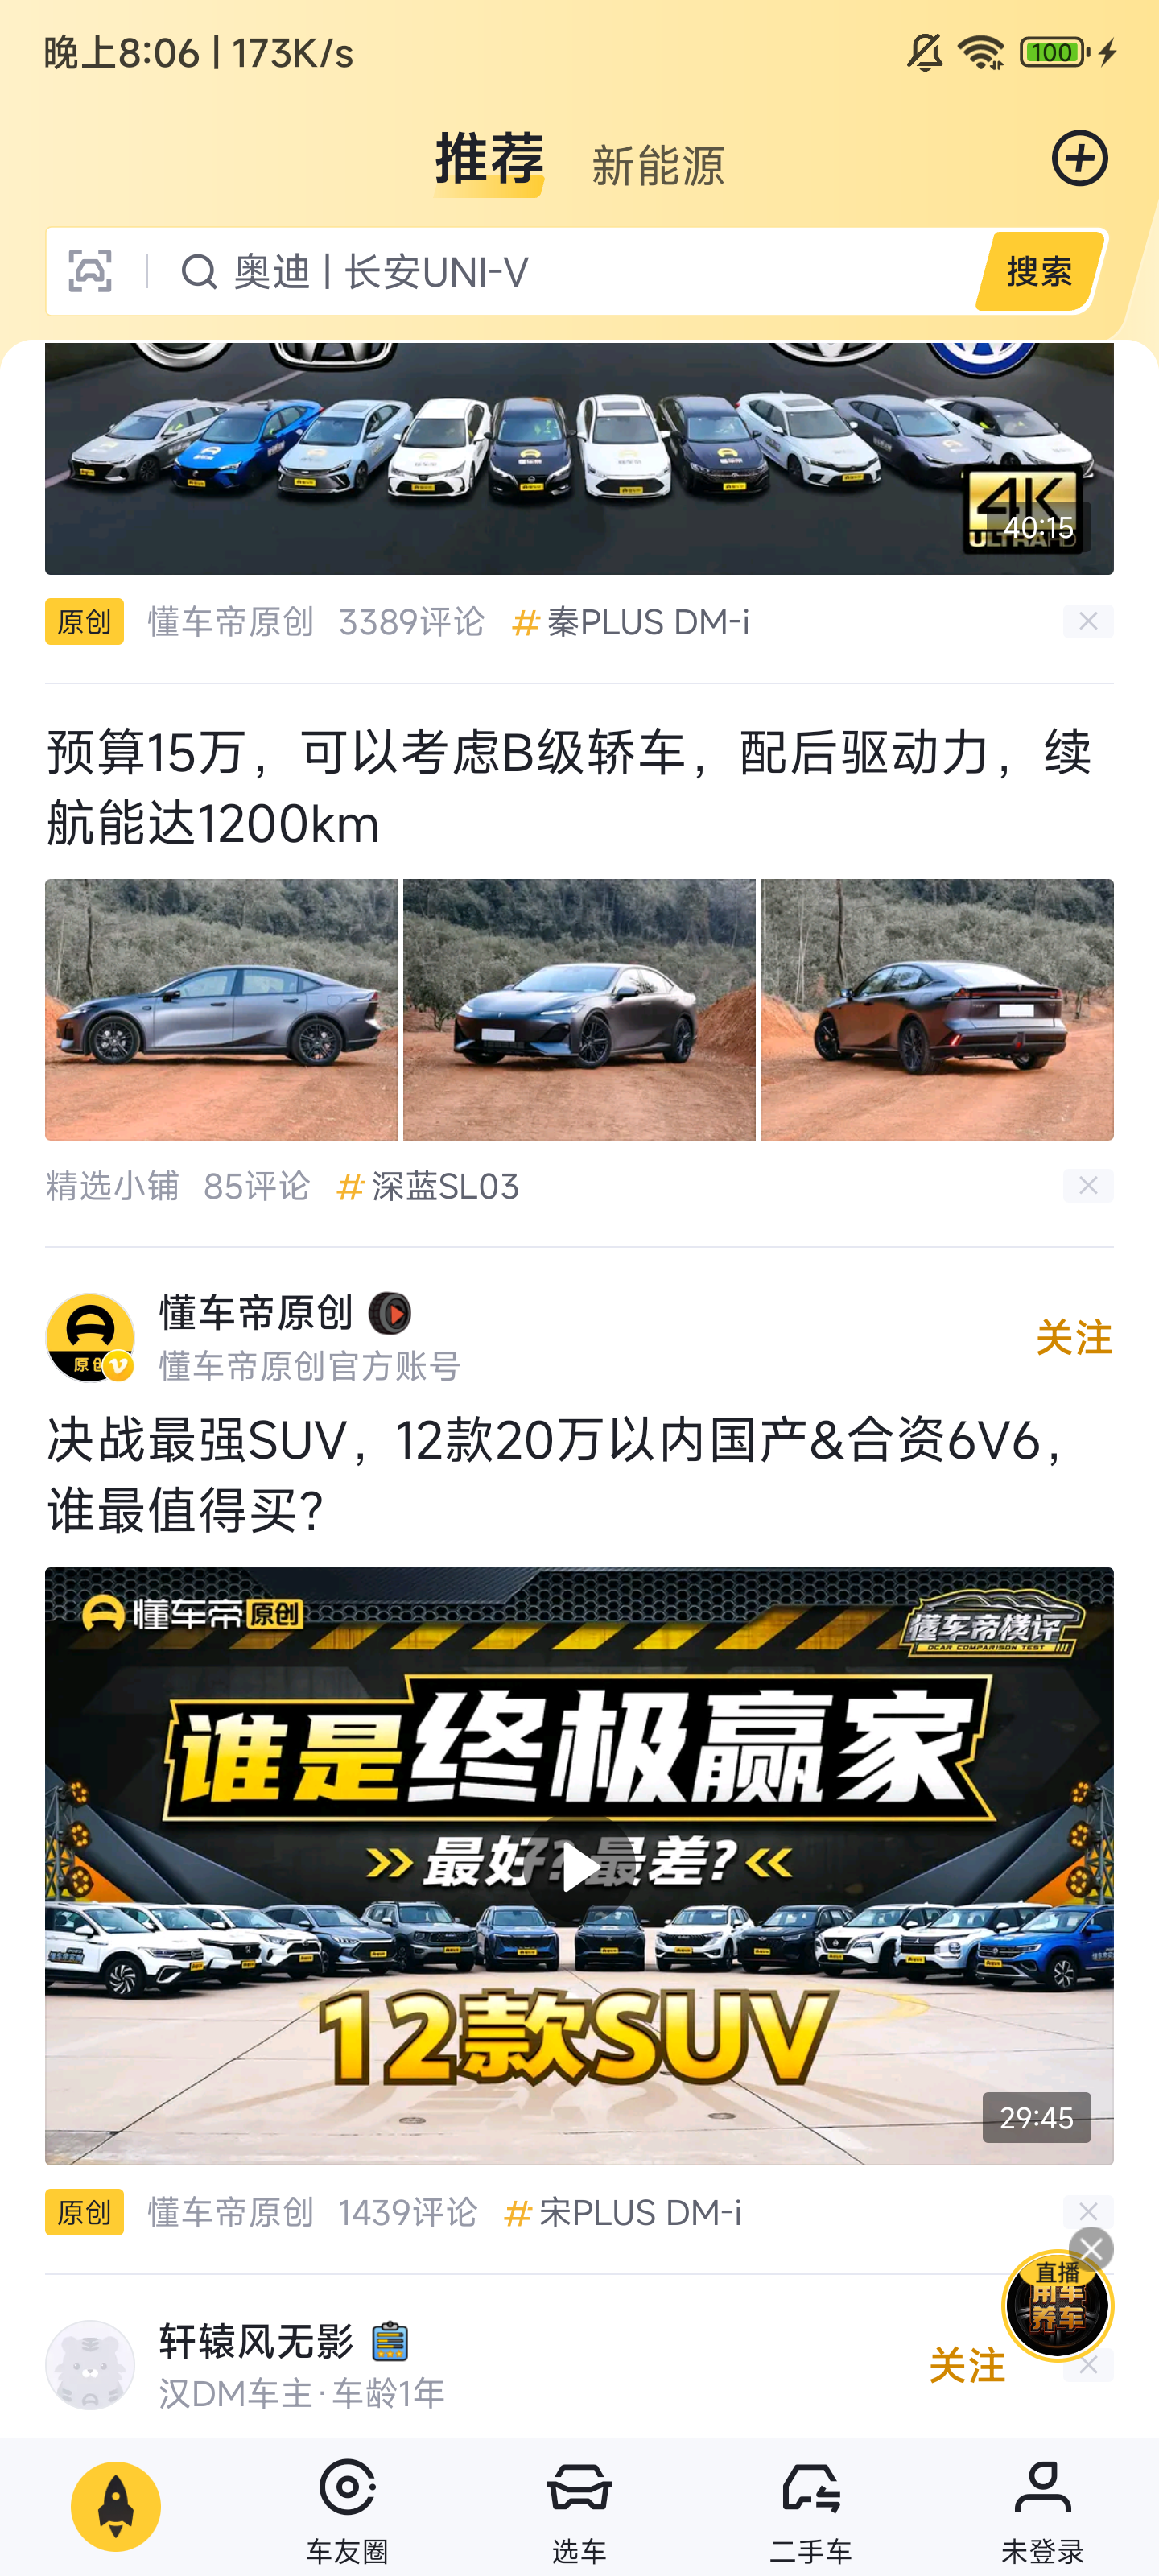 晚上8:06 | 173K/s
100
推荐
新能源
奥迪 | 长安UNI-V
搜索
4K
ULTRA HD
40:15
原创
懂车帝原创 3389评论 #秦PLUS DM-i
预算15万，可以考虑B级轿车，配后驱动力，续
航能达1200km
精选小铺 85评论 #深蓝SL03
懂车帝原创
原创
懂车帝原创官方账号
关注
决战最强SUV，12款20万以内国产&合资6V6，
谁最值得买？
懂车帝原创
懂车帝横评
DCAR COMPARISON TEST
谁是终极赢家
最好?最差?
12款SUV
29:45
原创
懂车帝原创 1439评论 #宋PLUS DM-i
直播
用车
养车
轩辕风无影
汉DM车主·车龄1年
关注
车友圈
选车
二手车
未登录